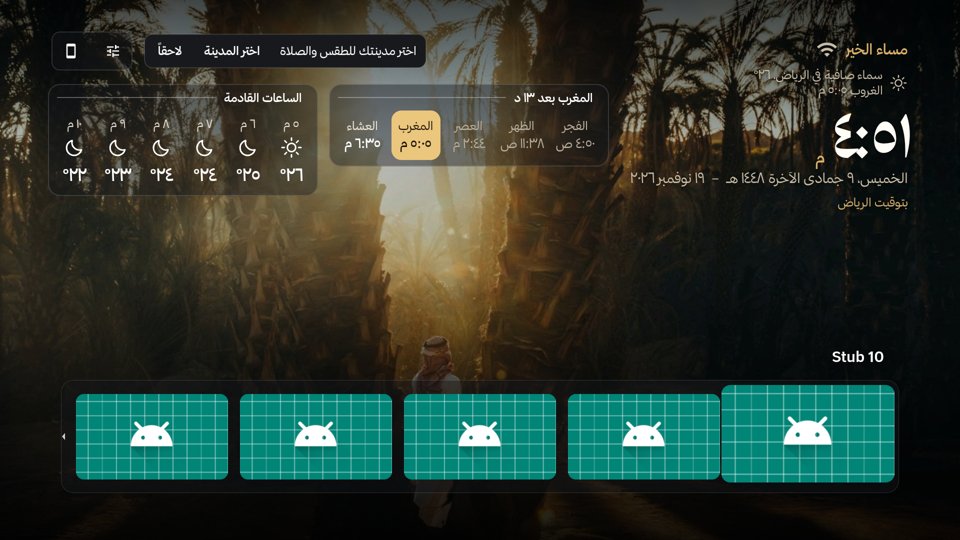 مساء الخير
سماء صافية في الرياض، ٢٦°
الغروب ٥:٠٥ م
٤:٥١ م
الخميس، ٩ جمادى الآخرة ١٤٤٨ هـ – ١٩ نوفمبر ٢٠٢٦
بتوقيت الرياض
اختر مدينتك للطقس والصلاة
اختر المدينة
لاحقاً
المغرب بعد ١٣ د
الفجر الظهر العصر المغرب العشاء
٤:٥٠ ص ١١:٣٨ ص ٢:٤٤ م ٥:٠٥ م ٦:٣٥ م
الساعات القادمة
٥ م ٦ م ٧ م ٨ م ٩ م ١٠ م
٢٦° ٢٥° ٢٤° ٢٤° ٢٣° ٢٢°
Stub 10